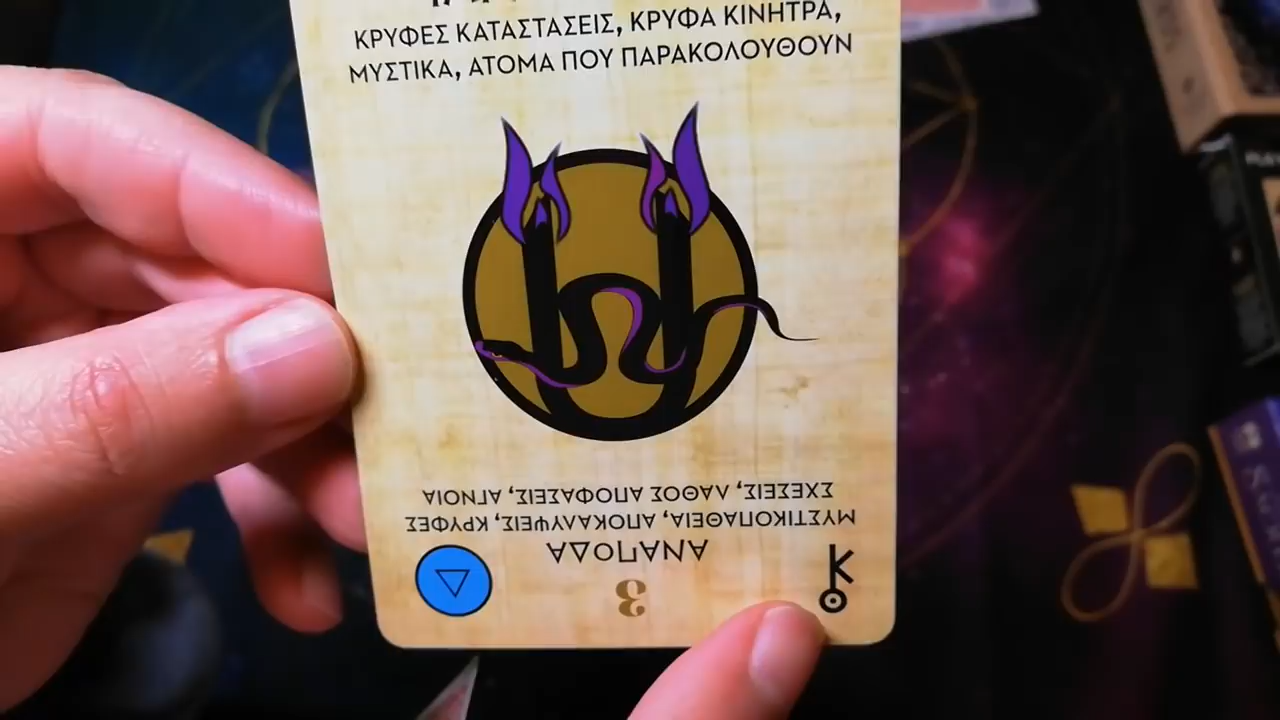 ΚΡΥΦΕΣ ΚΑΤΑΣΤΑΣΕΙΣ, ΚΡΥΦΑ ΚΙΝΗΤΡΑ,
ΜΥΣΤΙΚΑ, ΑΤΟΜΑ ΠΟΥ ΠΑΡΑΚΟΛΟΥΘΟΥΝ
3
ΑΝΑΠΟΔΑ
ΜΥΣΤΙΚΟΠΑΘΕΙΑ, ΑΠΟΚΑΛΥΨΕΙΣ, ΚΡΥΦΕΣ
ΣΧΕΣΕΙΣ, ΛΑΘΟΣ ΑΠΟΦΑΣΕΙΣ, ΑΓΝΟΙΑ